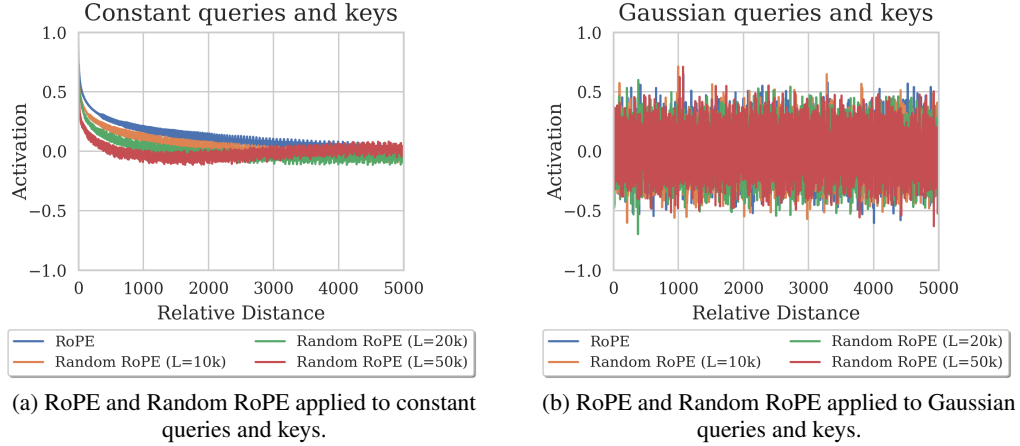 Constant queries and keys
1.0
0.5
0.0
−0.5
−1.0
Activation
0 1000 2000 3000 4000 5000
Relative Distance
RoPE
Random RoPE (L=10k)
Random RoPE (L=20k)
Random RoPE (L=50k)
(a) RoPE and Random RoPE applied to constant
queries and keys.
Gaussian queries and keys
1.0
0.5
0.0
−0.5
−1.0
Activation
0 1000 2000 3000 4000 5000
Relative Distance
RoPE
Random RoPE (L=10k)
Random RoPE (L=20k)
Random RoPE (L=50k)
(b) RoPE and Random RoPE applied to Gaussian
queries and keys.